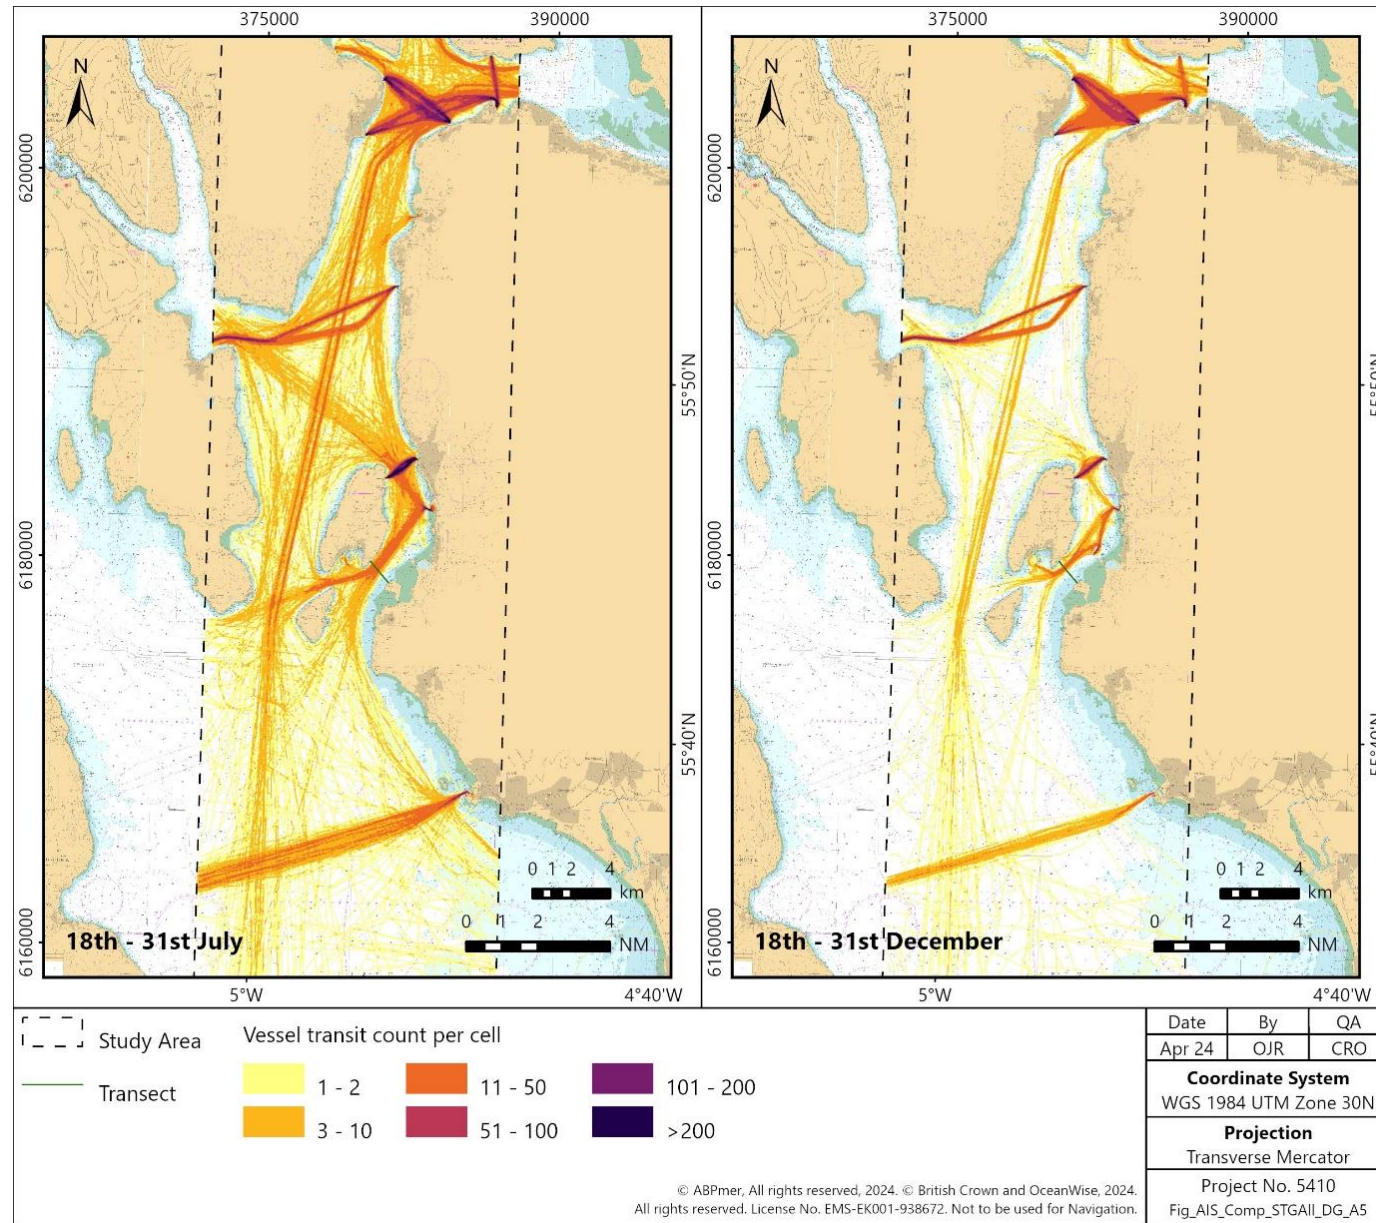 375000 390000 375000 390000
N N
6200000 6200000
55°50'N 55°50'N
6180000 6180000
55°40'N 55°40'N
0 1 2 4 0 1 2 4
km km
0 1 2 4 0 1 2 4
18th - 31st July NM 18th - 31st December NM
6160000 6160000
5°W 4°40'W 5°W 4°40'W
Study Area
Transect
Vessel transit count per cell
1 - 2 11 - 50 101 - 200
3 - 10 51 - 100 >200
Date By QA
Apr 24 OJR CRO
Coordinate System
WGS 1984 UTM Zone 30N
Projection
Transverse Mercator
Project No. 5410
Fig_AIS_Comp_STGAll_DG_A5
© ABPmer, All rights reserved, 2024. © British Crown and OceanWise, 2024.
All rights reserved. License No. EMS-EK001-938672. Not to be used for Navigation.